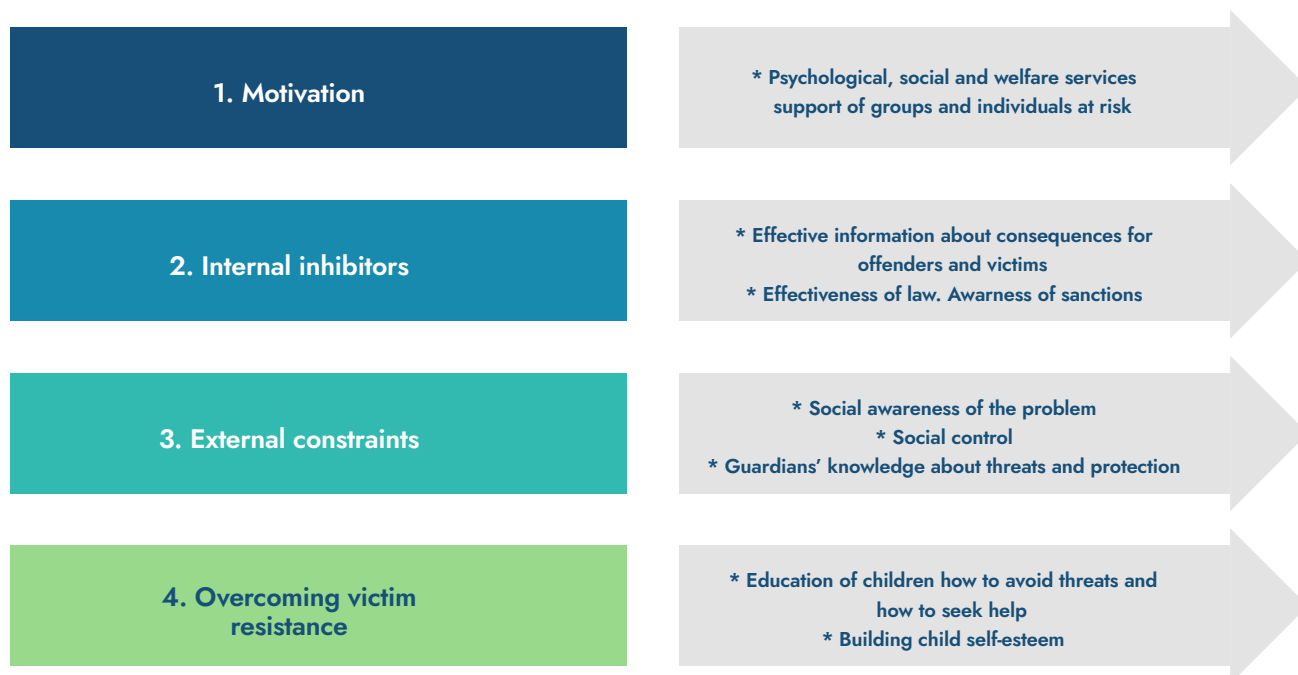 1. Motivation
* Psychological, social and welfare services
support of groups and individuals at risk
2. Internal inhibitors
* Effective information about consequences for
offenders and victims
* Effectiveness of law. Awarness of sanctions
3. External constraints
* Social awareness of the problem
* Social control
* Guardians’ knowledge about threats and protection
4. Overcoming victim
resistance
* Education of children how to avoid threats and
how to seek help
* Building child self-esteem